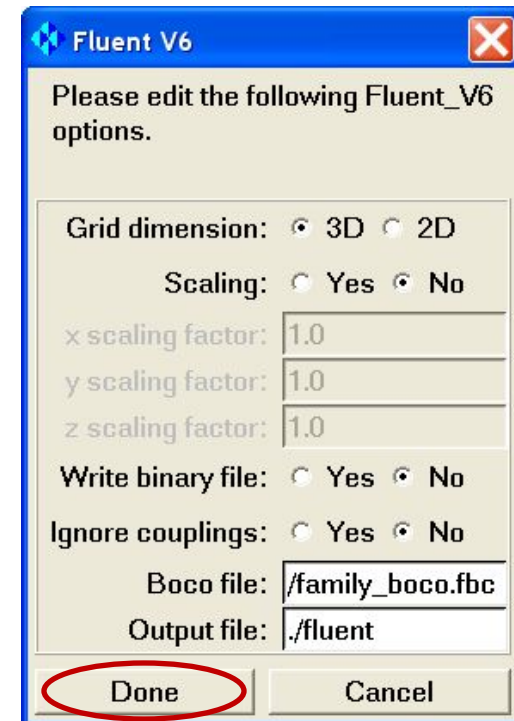 Fluent V6
Please edit the following Fluent_V6
options.
Grid dimension: 3D 2D
Scaling: Yes No
x scaling factor: 1.0
y scaling factor: 1.0
z scaling factor: 1.0
Write binary file: Yes No
Ignore couplings: Yes No
Boco file: /family_boco.fbc
Output file: ./fluent
Done Cancel